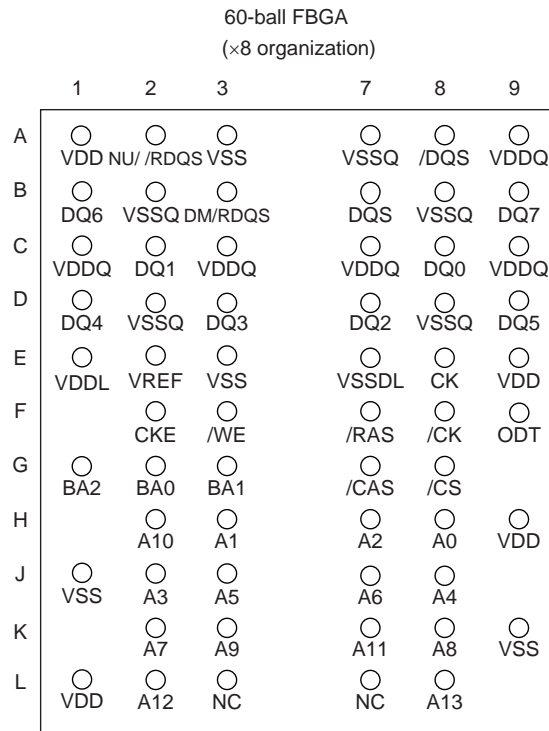 60-ball FBGA
(×8 organization)
1 2 3 7 8 9
A
VDD NU/ /RDQS VSS VSSQ /DQS VDDQ
B
DQ6 VSSQ DM/RDQS DQS VSSQ DQ7
C
VDDQ DQ1 VDDQ VDDQ DQ0 VDDQ
D
DQ4 VSSQ DQ3 DQ2 VSSQ DQ5
E
VDDL VREF VSS VSSDL CK VDD
F
CKE /WE /RAS /CK ODT
G
BA2 BA0 BA1 /CAS /CS
H
A10 A1 A2 A0 VDD
J
VSS A3 A5 A6 A4
K
A7 A9 A11 A8 VSS
L
VDD A12 NC NC A13